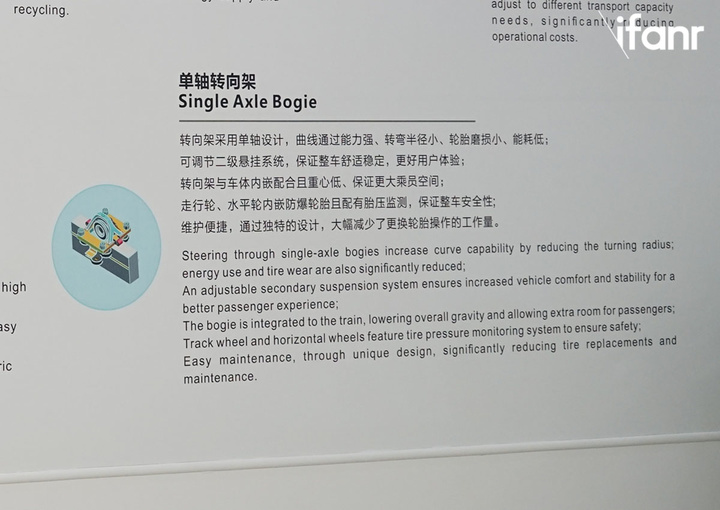 recycling.
adjust to different transport capacity
needs, significantly reducing
operational costs.
ifanr
单轴转向架
Single Axle Bogie
转向架采用单轴设计，曲线通过能力强、转弯半径小、轮胎磨损小、能耗低；
可调节二级悬挂系统，保证整车舒适稳定，更好用户体验；
转向架与车体内嵌配合且重心低、保证更大乘员空间；
走行轮、水平轮内嵌防爆轮胎且配有胎压监测，保证整车安全性;
维护便捷，通过独特的设计，大幅减少了更换轮胎操作的工作量。
Steering through single-axle bogies increase curve capability by reducing the turning radius;
energy use and tire wear are also significantly reduced;
An adjustable secondary suspension system ensures increased vehicle comfort and stability for a
better passenger experience;
The bogie is integrated to the train, lowering overall gravity and allowing extra room for passengers;
Track wheel and horizontal wheels feature tire pressure monitoring system to ensure safety;
Easy maintenance, through unique design, significantly reducing tire replacements and
maintenance.
high